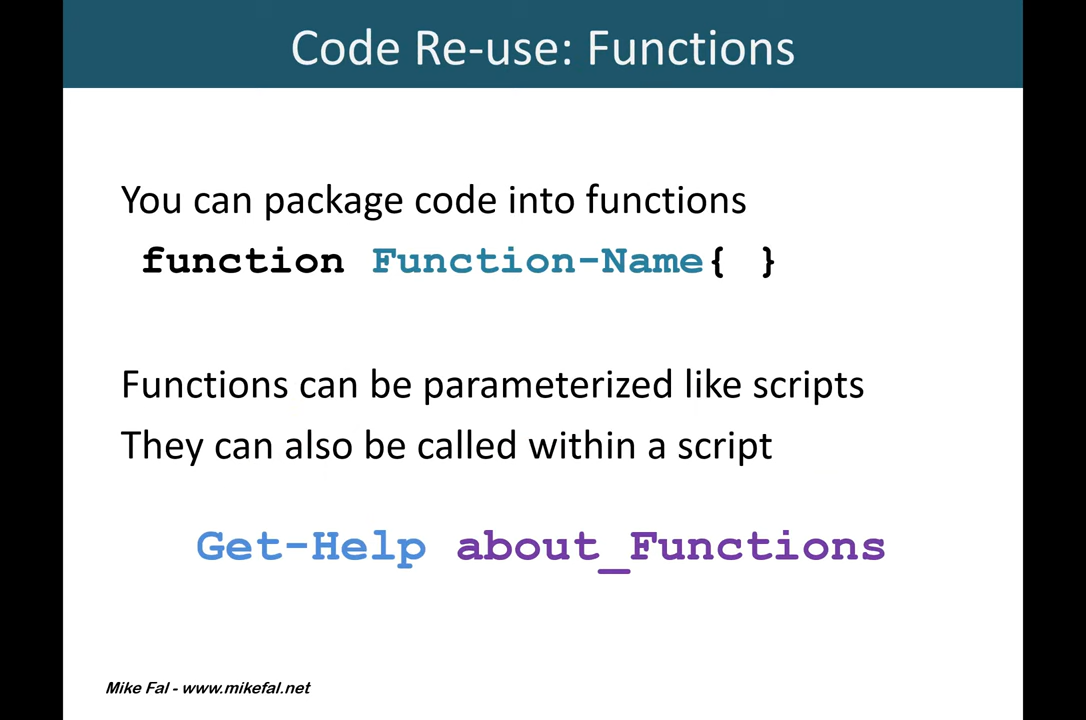 Code Re-use: Functions
You can package code into functions
function Function-Name{ }
Functions can be parameterized like scripts
They can also be called within a script
Get-Help about_Functions
Mike Fal - www.mikefal.net